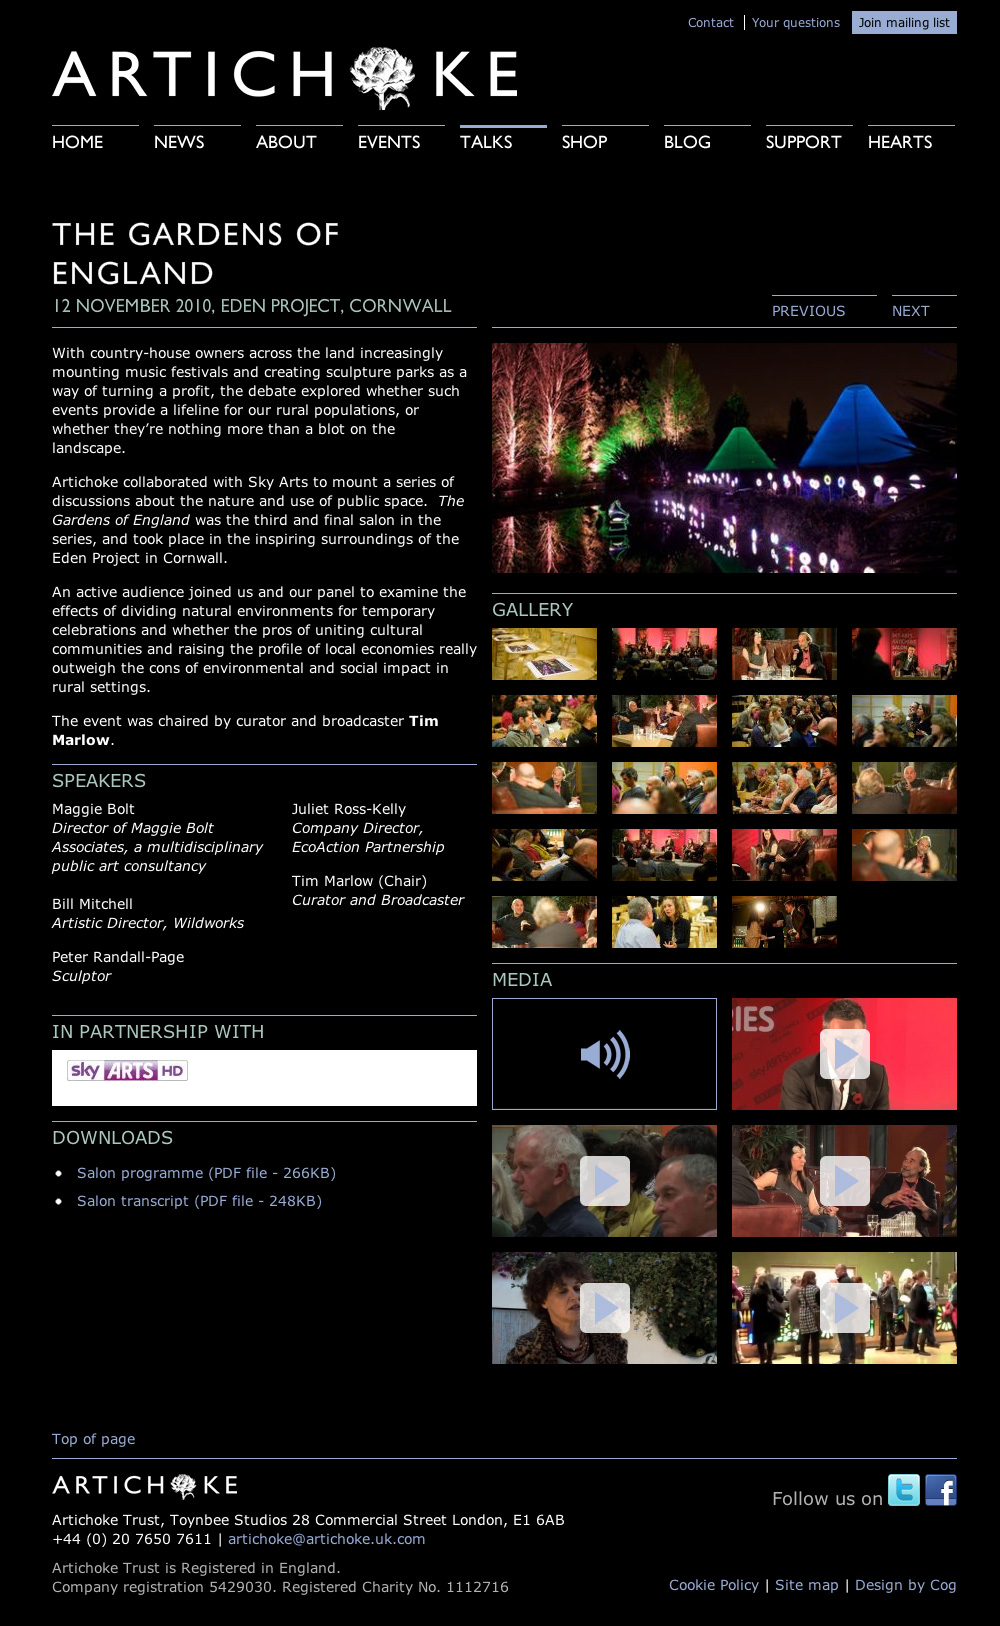 Contact | Your questions Join mailing list
ARTICHOKE
HOME NEWS ABOUT EVENTS TALKS SHOP BLOG SUPPORT HEARTS
THE GARDENS OF
ENGLAND
12 NOVEMBER 2010, EDEN PROJECT, CORNWALL
PREVIOUS NEXT
With country-house owners across the land increasingly
mounting music festivals and creating sculpture parks as a
way of turning a profit, the debate explored whether such
events provide a lifeline for our rural populations, or
whether they’re nothing more than a blot on the
landscape.
Artichoke collaborated with Sky Arts to mount a series of
discussions about the nature and use of public space. The
Gardens of England was the third and final salon in the
series, and took place in the inspiring surroundings of the
Eden Project in Cornwall.
An active audience joined us and our panel to examine the
effects of dividing natural environments for temporary
celebrations and whether the pros of uniting cultural
communities and raising the profile of local economies really
outweigh the cons of environmental and social impact in
rural settings.
The event was chaired by curator and broadcaster Tim
Marlow.
SPEAKERS
Maggie Bolt
Director of Maggie Bolt
Associates, a multidisciplinary
public art consultancy
Bill Mitchell
Artistic Director, Wildworks
Peter Randall-Page
Sculptor
Juliet Ross-Kelly
Company Director,
EcoAction Partnership
Tim Marlow (Chair)
Curator and Broadcaster
IN PARTNERSHIP WITH
sky ARTS HD
DOWNLOADS
Salon programme (PDF file - 266KB)
Salon transcript (PDF file - 248KB)
GALLERY
MEDIA
RIES
Top of page
ARTICHOKE
Artichoke Trust, Toynbee Studios 28 Commercial Street London, E1 6AB
+44 (0) 20 7650 7611 | artichoke@artichoke.uk.com
Artichoke Trust is Registered in England.
Company registration 5429030. Registered Charity No. 1112716
Follow us on
Cookie Policy | Site map | Design by Cog